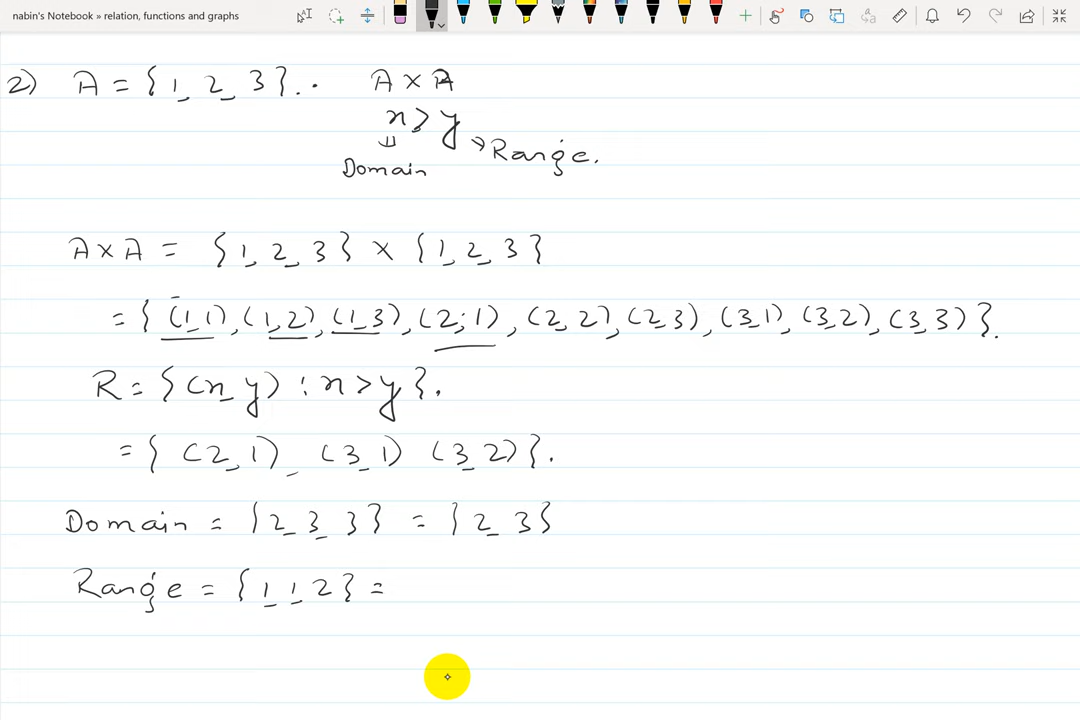 nabin's Notebook » relation, functions and graphs
2) A = {1, 2, 3}.. A × A
x > y
Domain → Range.
A × A = {1, 2, 3} × {1, 2, 3}
= { (1, 1), (1, 2), (1, 3), (2, 1), (2, 2), (2, 3), (3, 1), (3, 2), (3, 3) }.
R = { (x, y) : x > y }.
= { (2, 1), (3, 1) (3, 2) }.
Domain = {2, 3, 3} = {2, 3}
Range = {1, 1, 2} =